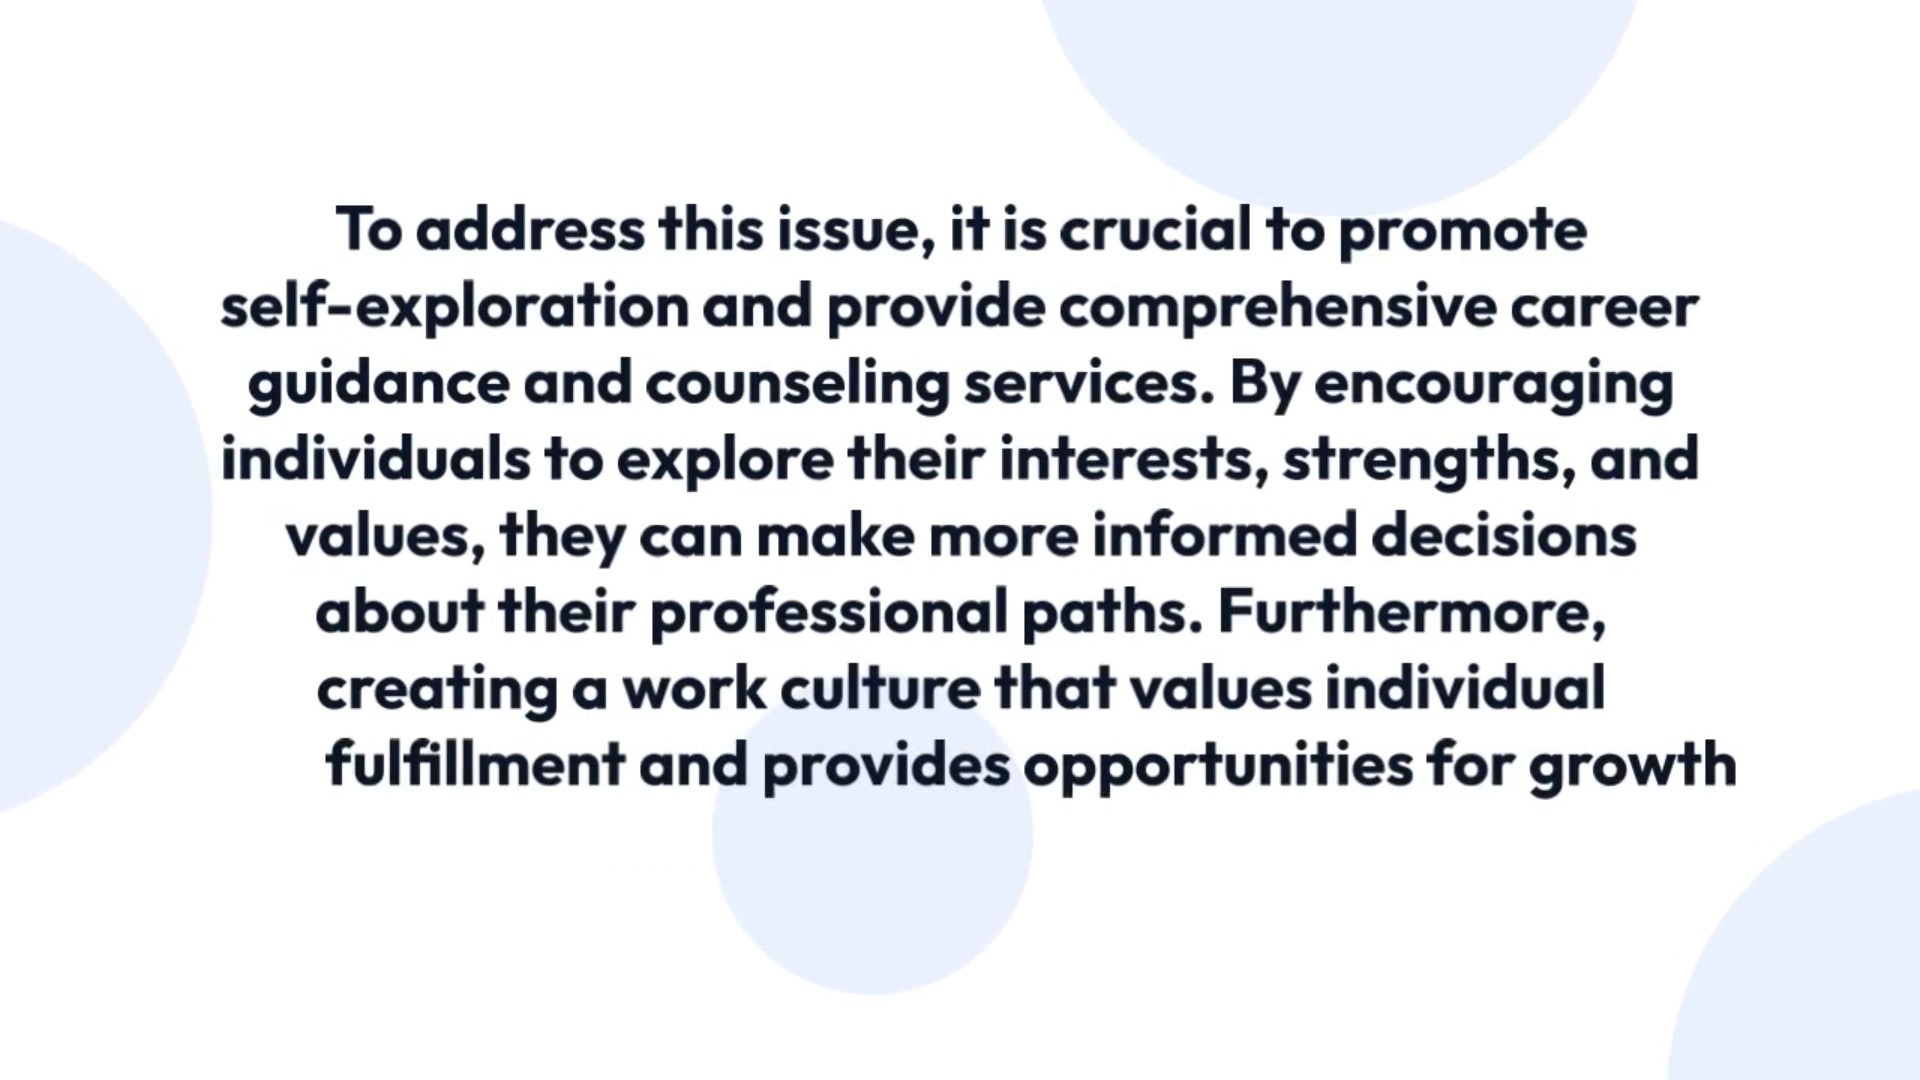 To address this issue, it is crucial to promote
self-exploration and provide comprehensive career
guidance and counseling services. By encouraging
individuals to explore their interests, strengths, and
values, they can make more informed decisions
about their professional paths. Furthermore,
creating a work culture that values individual
fulfillment and provides opportunities for growth